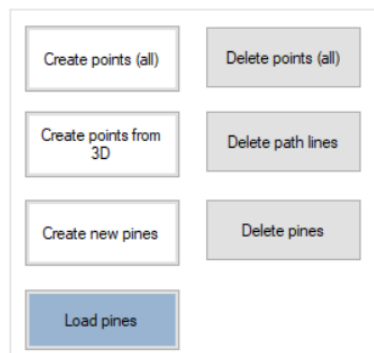 Create points (all)
Delete points (all)
Create points from
3D
Delete path lines
Create new pines
Delete pines
Load pines